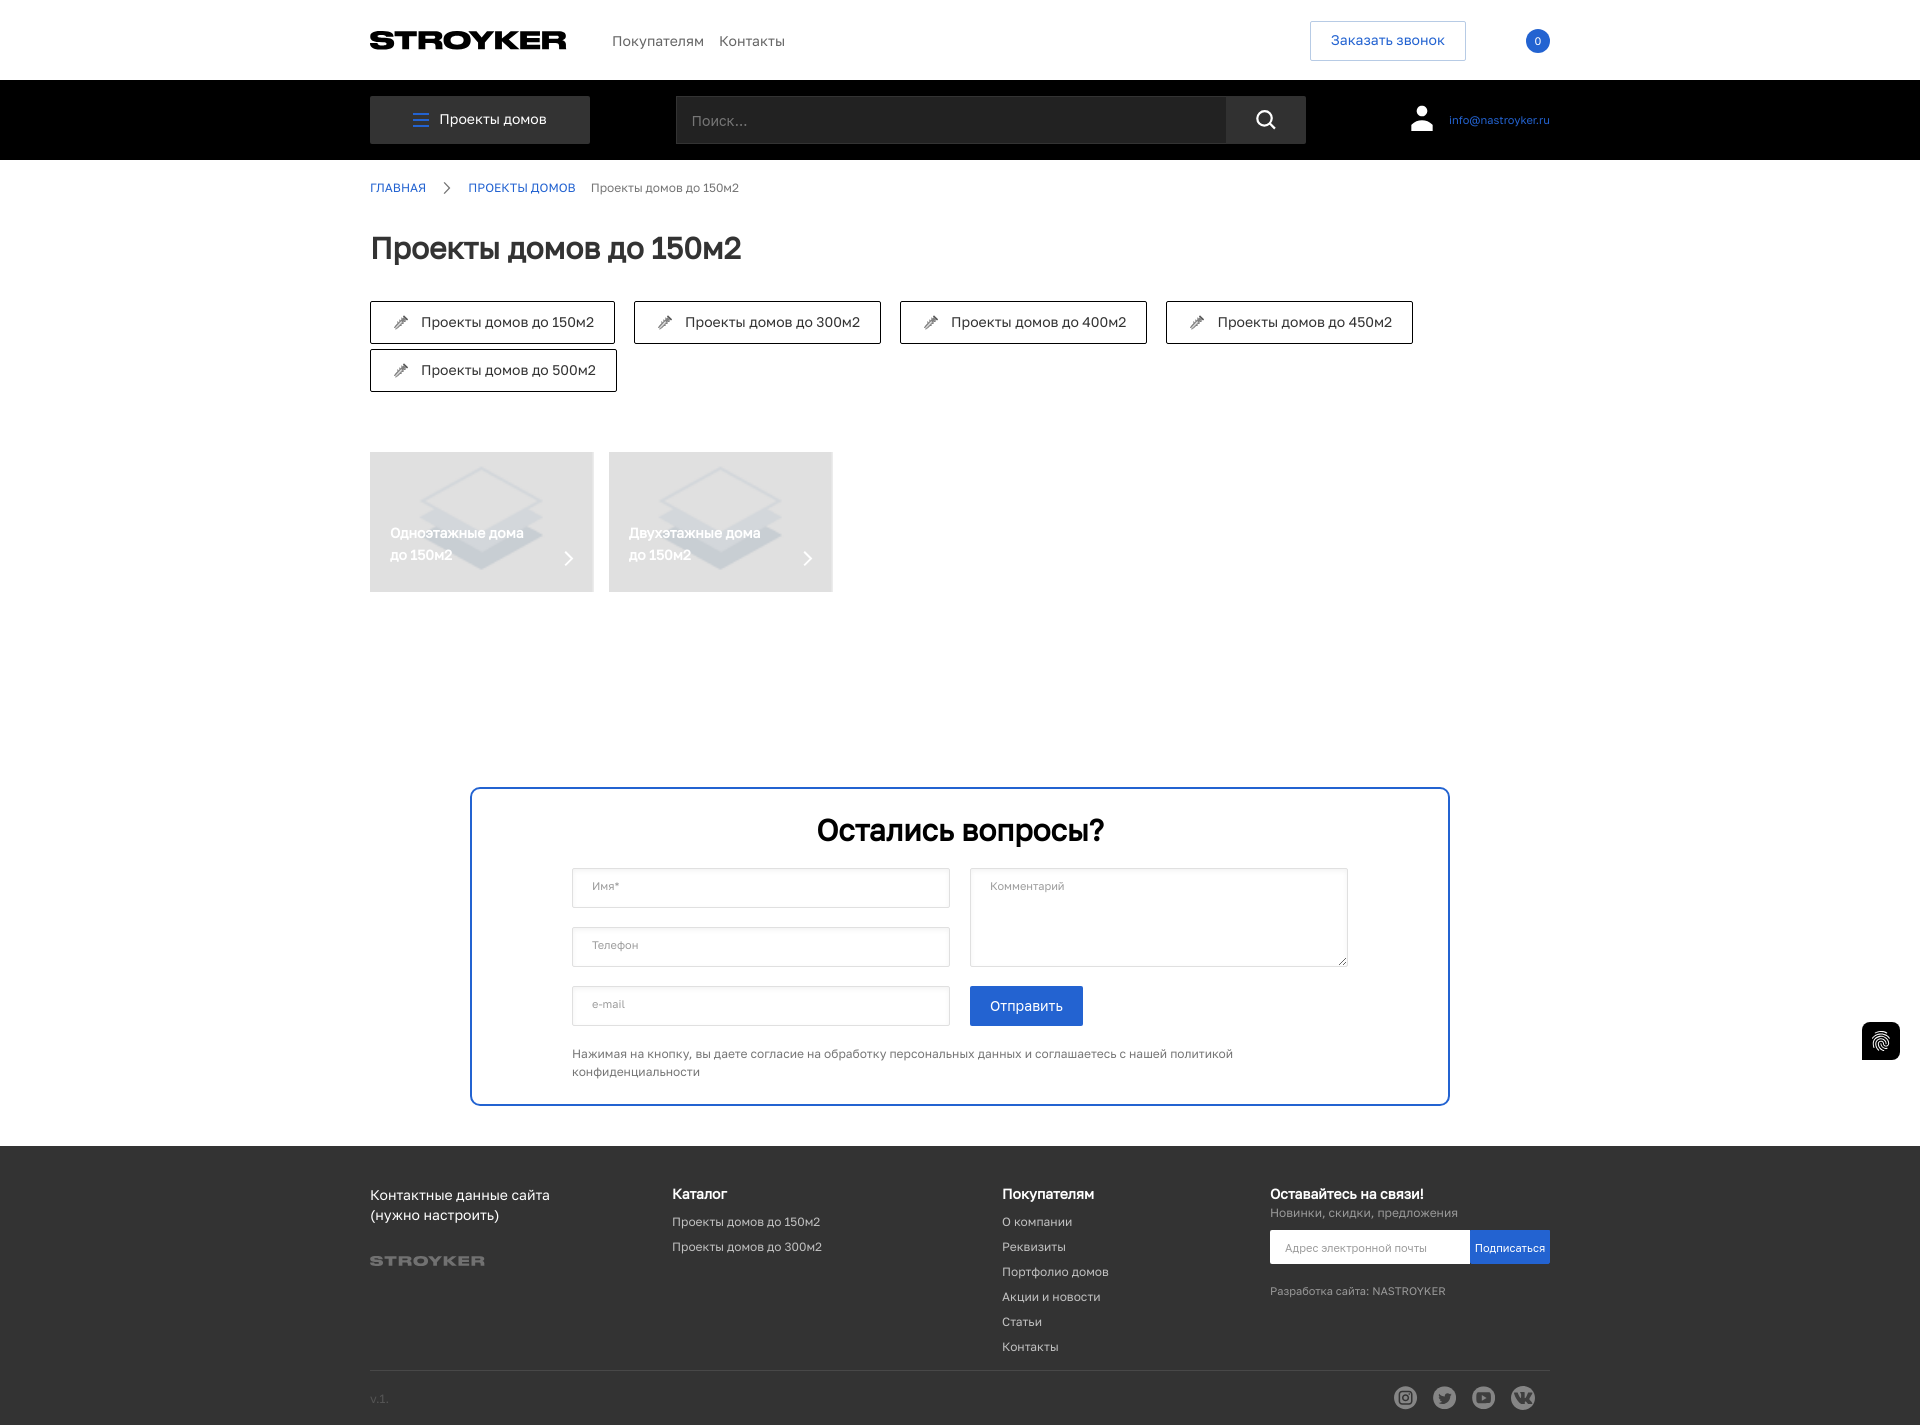 STROYKER
Покупателям
Контакты
Заказать звонок
0
Проекты домов
Поиск...
info@nastroyker.ru
ГЛАВНАЯ
ПРОЕКТЫ ДОМОВ
Проекты домов до 150м2
Проекты домов до 150м2
Проекты домов до 150м2
Проекты домов до 300м2
Проекты домов до 400м2
Проекты домов до 450м2
Проекты домов до 500м2
Одноэтажные дома
до 150м2
Двухэтажные дома
до 150м2
Остались вопросы?
Имя*
Комментарий
Телефон
e-mail
Отправить
Нажимая на кнопку, вы даете согласие на обработку персональных данных и соглашаетесь с нашей политикой
конфиденциальности
Контактные данные сайта
(нужно настроить)
STROYKER
Каталог
Проекты домов до 150м2
Проекты домов до 300м2
Покупателям
О компании
Реквизиты
Портфолио домов
Акции и новости
Статьи
Контакты
Оставайтесь на связи!
Новинки, скидки, предложения
Адрес электронной почты
Подписаться
Разработка сайта: NASTROYKER
v.1.